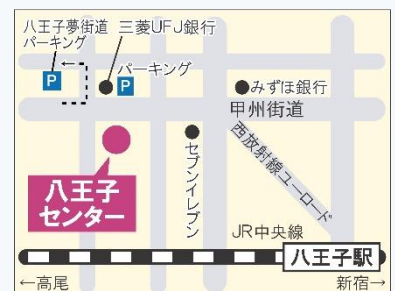 八王子夢街道
パーキング
三菱UFJ銀行
P
P
パーキング
みずほ銀行
甲州街道
西放射線ユーロード
セブンイレブン
八王子
センター
JR中央線
八王子駅
←高尾
新宿→